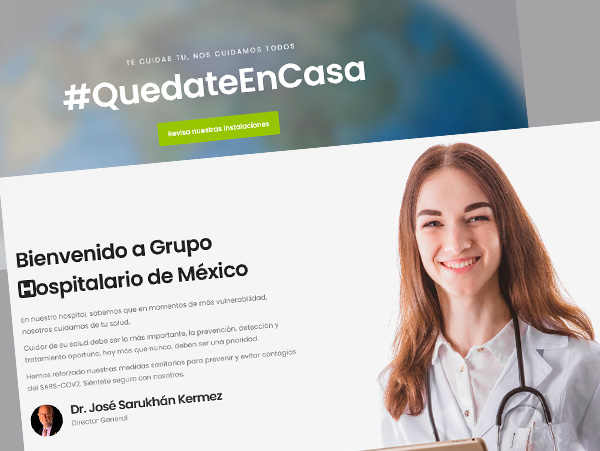 TE CUIDAS TU, NOS CUIDAMOS TODOS
#QuedateEnCasa
Revisa nuestras instalaciones
Bienvenido a Grupo
Hospitalario de México
En nuestro hospital, sabemos que en momentos de más vulnerabilidad,
nosotros cuidamos de tu salud,
Cuidar de su salud debe ser lo más importante, la prevención, detección y
tratamiento oportuno, hoy más que nunca, deben ser una prioridad.
Hemos reforzado nuestras medidas sanitarias para prevenir y evitar contagios
del SARS-COV2. Siéntete seguro con nosotros.
Dr. José Sarukhán Kermez
Director General